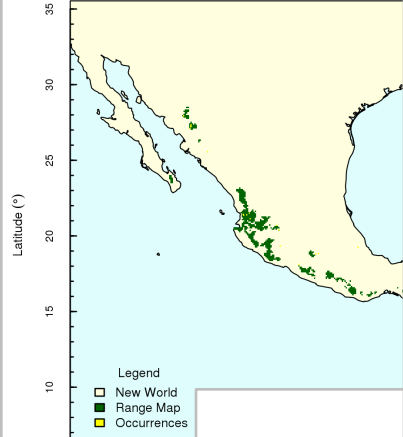 35
30
25
20
15
10
Latitude (°)
Legend
New World
Range Map
Occurrences